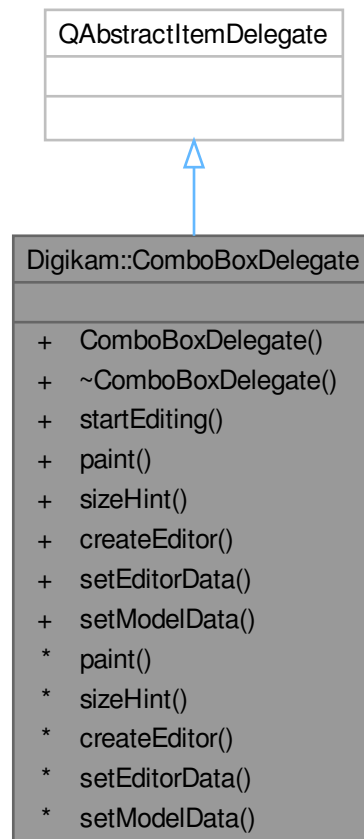 QAbstractItemDelegate
Digikam::ComboBoxDelegate
+ ComboBoxDelegate()
+ ~ComboBoxDelegate()
+ startEditing()
+ paint()
+ sizeHint()
+ createEditor()
+ setEditorData()
+ setModelData()
* paint()
* sizeHint()
* createEditor()
* setEditorData()
* setModelData()